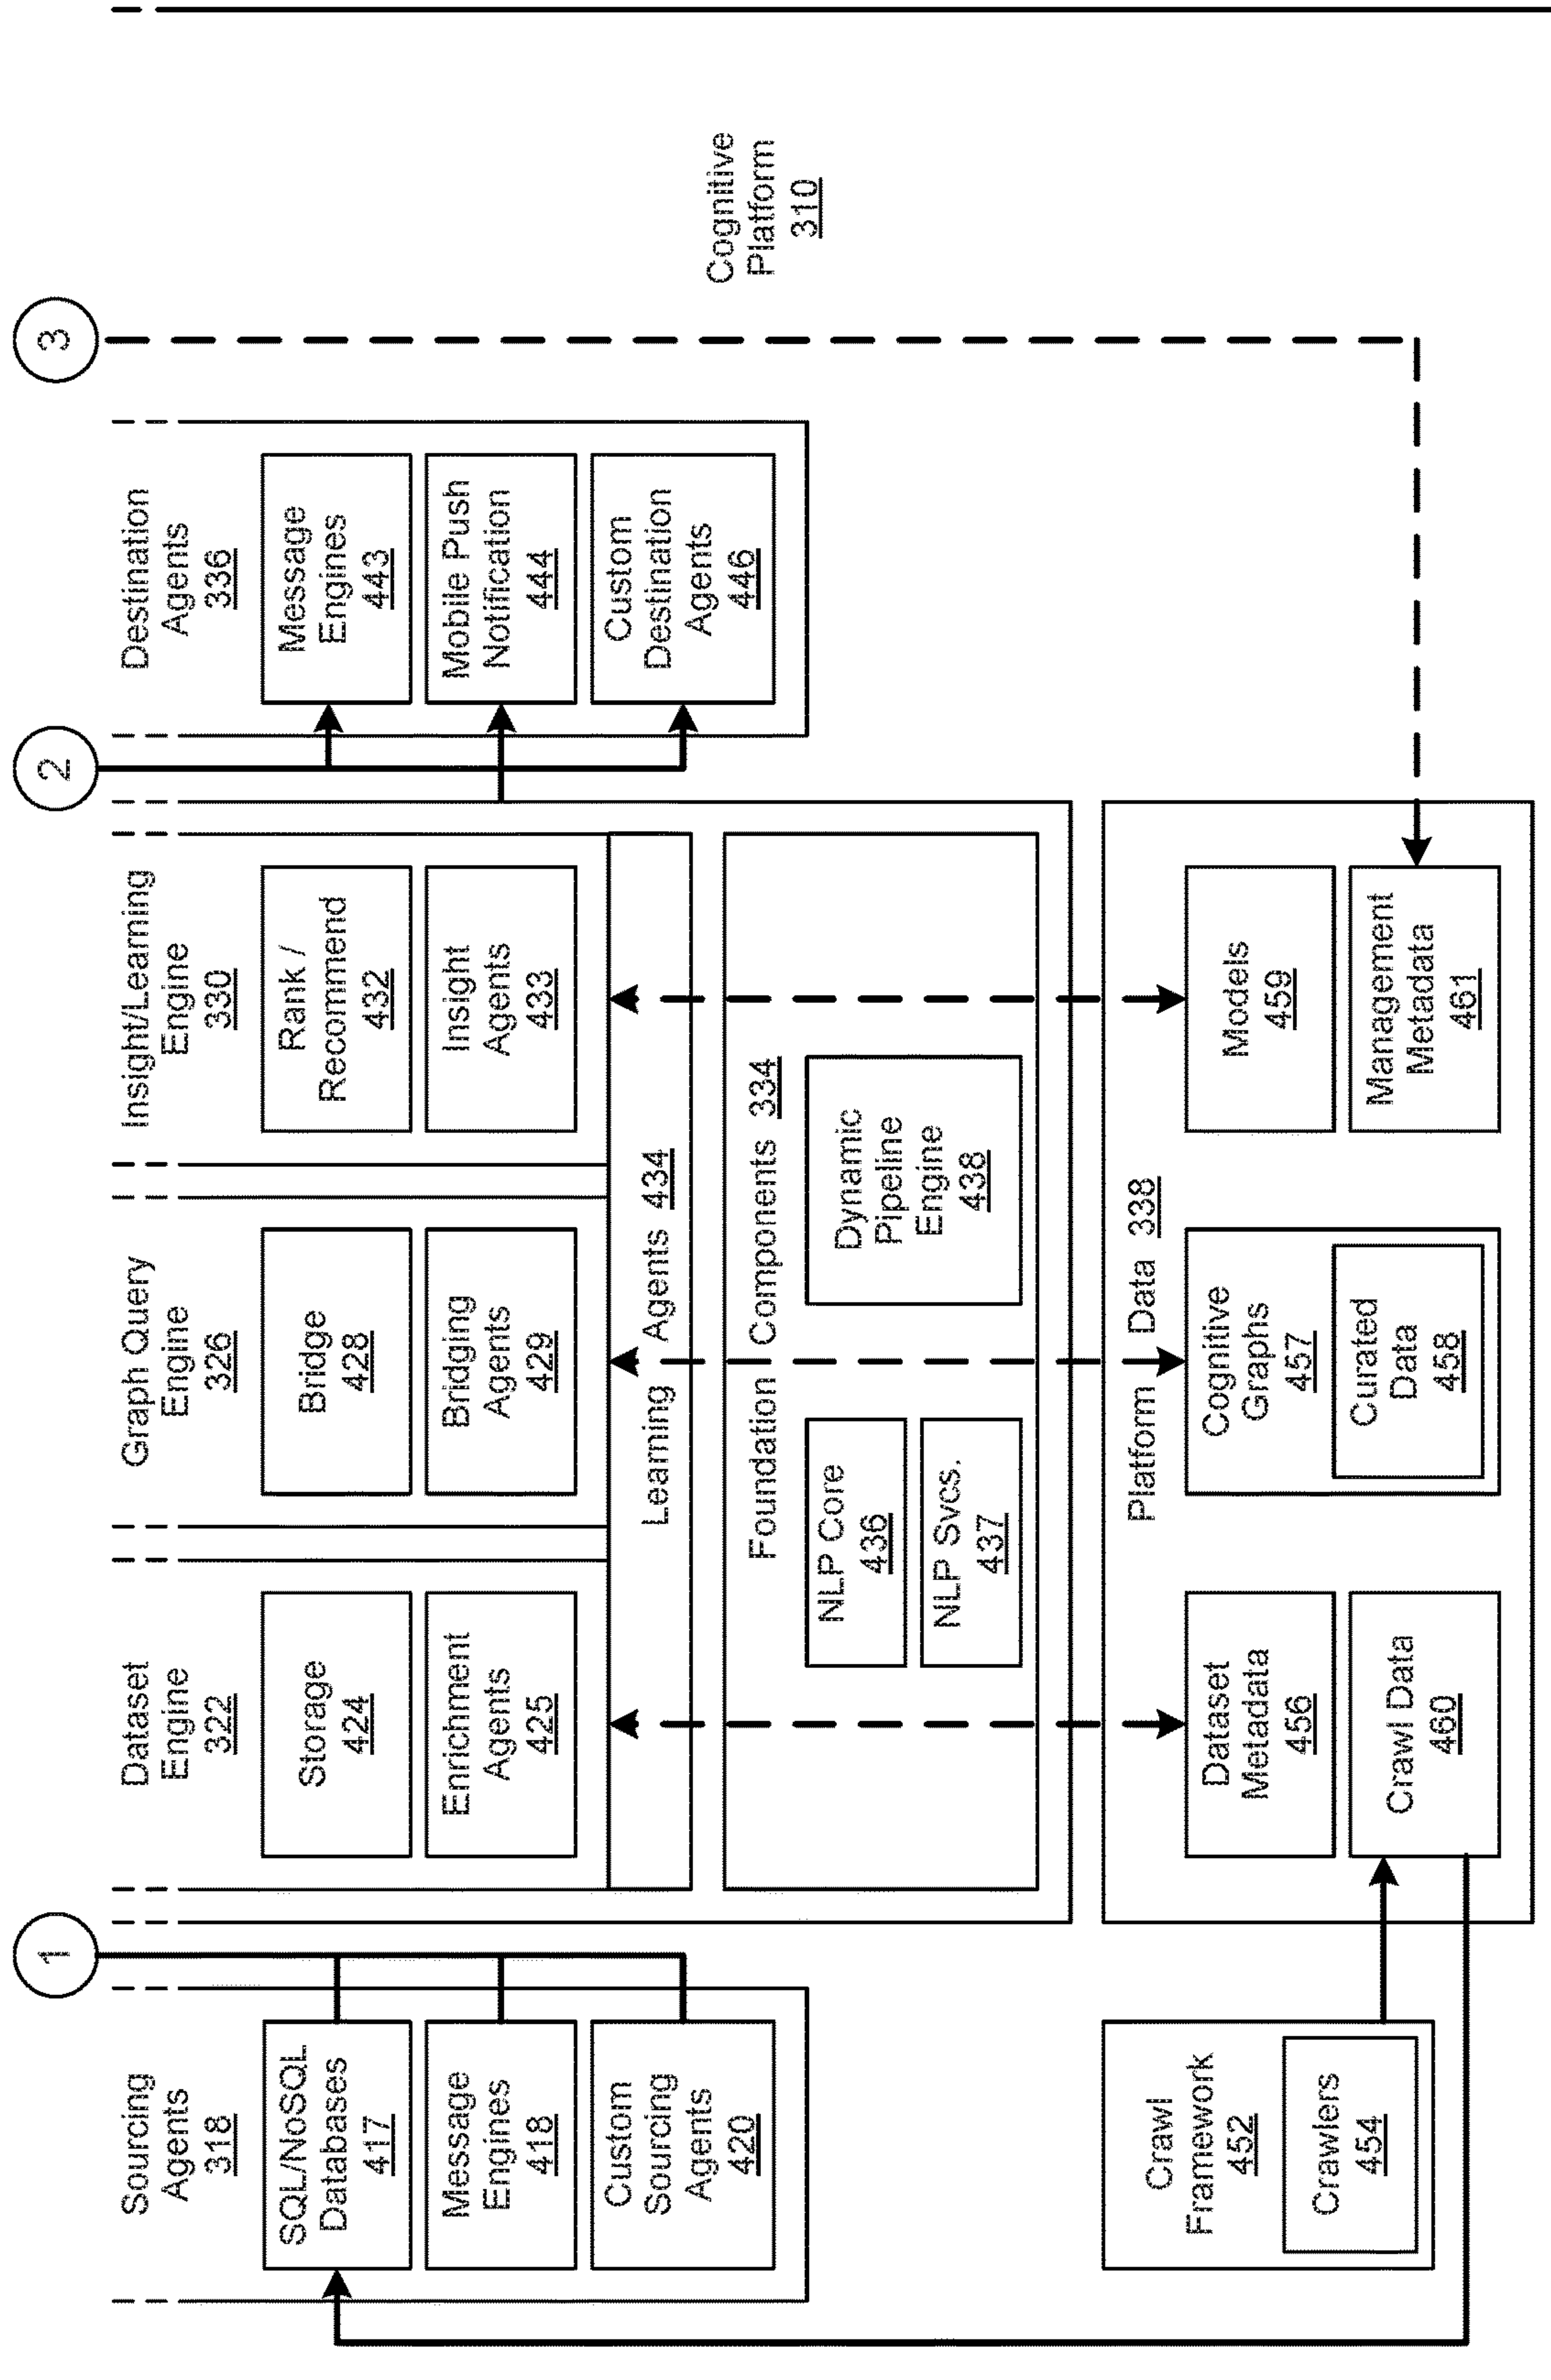 1
2
3
Sourcing
Agents
318
SQL/NoSQL
Databases
417
Message
Engines
418
Custom
Sourcing
Agents
420
Dataset
Engine
322
Storage
424
Enrichment
Agents
425
Graph Query
Engine
326
Bridge
428
Bridging
Agents
429
Insight/Learning
Engine
330
Rank /
Recommend
432
Insight
Agents
433
Learning Agents 434
Foundation Components 334
NLP Core
436
NLP Svcs.
437
Dynamic
Pipeline
Engine
438
Destination
Agents
336
Message
Engines
443
Mobile Push
Notification
444
Custom
Destination
Agents
446
Cognitive
Platform
310
Crawl
Framework
452
Crawlers
454
Platform Data 338
Dataset
Metadata
456
Crawl Data
460
Cognitive
Graphs
457
Curated
Data
458
Models
459
Management
Metadata
461